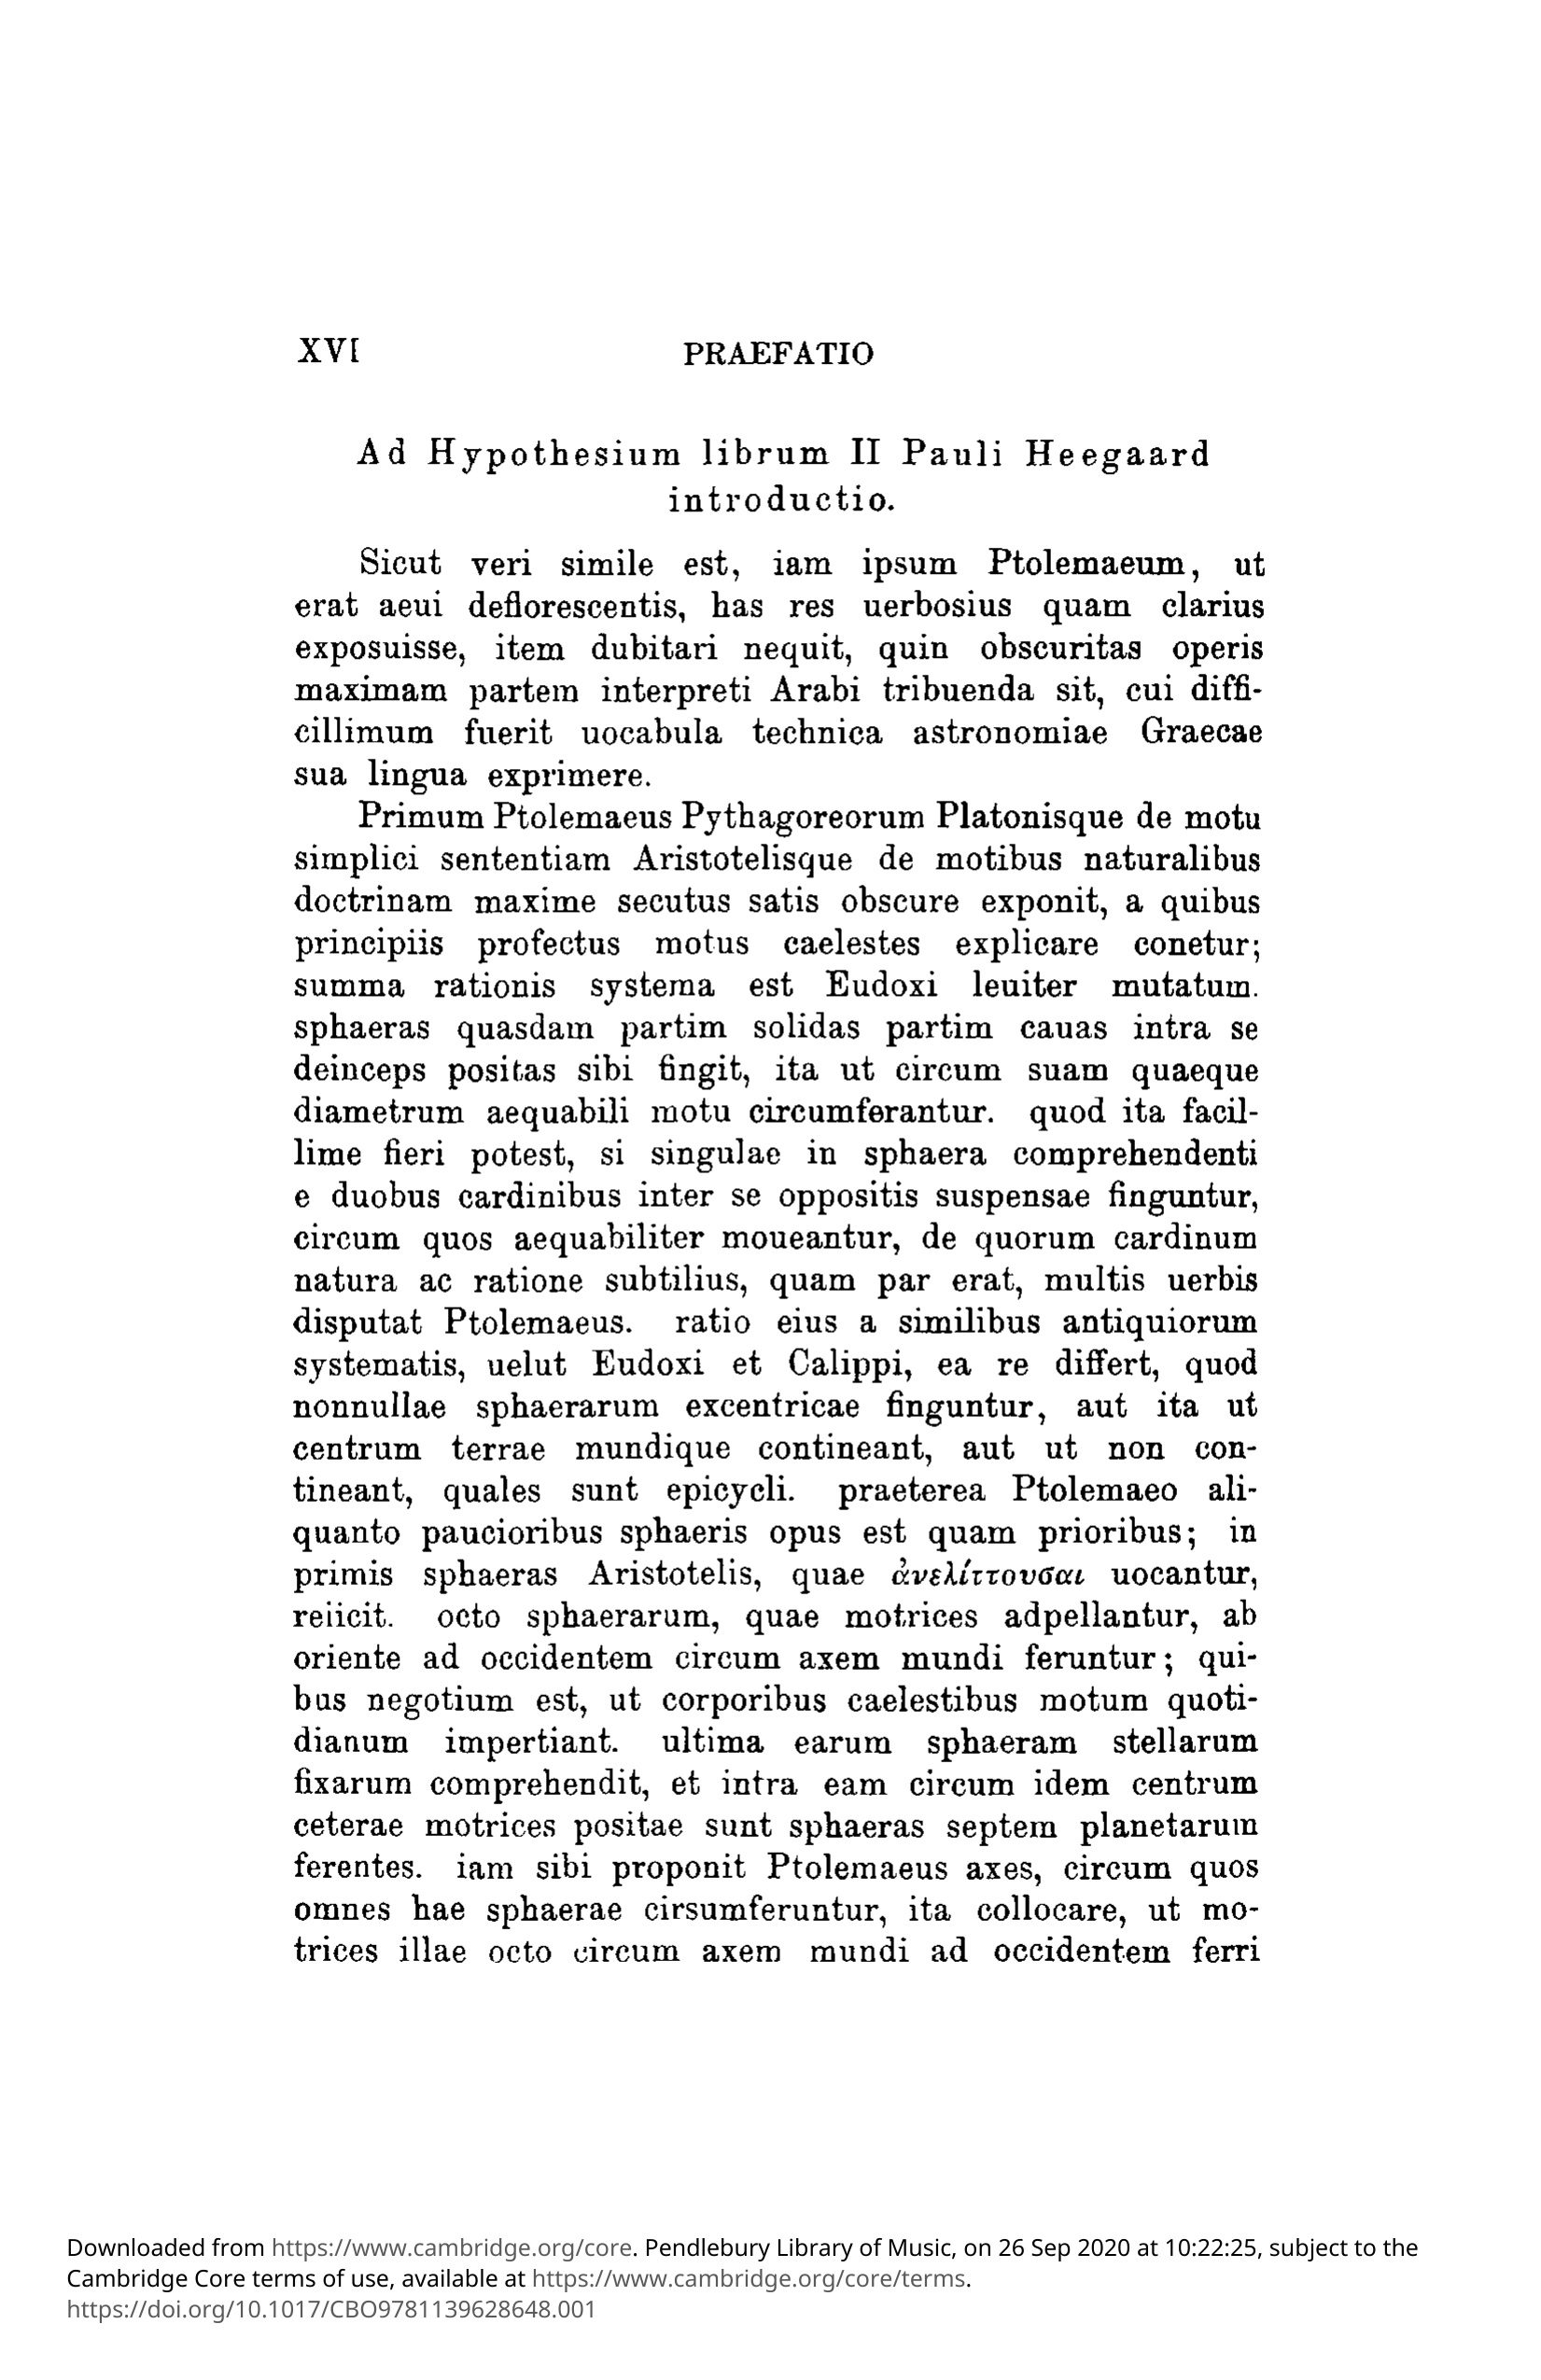 XVI PRAEFATIO
Ad Hypothesium librum II Pauli Heegaard
introductio.
Sicut veri simile est, iam ipsum Ptolemaeum, ut
erat aeui deflorescentis, has res uerbosius quam clarius
exposuisse, item dubitari nequit, quin obscuritas operis
maximam partem interpreti Arabi tribuenda sit, cui diffi-
cillimum fuerit uocabula technica astronomiae Graecae
sua lingua exprimere.
Primum Ptolemaeus Pythagoreorum Platonisque de motu
simplici sententiam Aristotelisque de motibus naturalibus
doctrinam maxime secutus satis obscure exponit, a quibus
principiis profectus motus caelestes explicare conetur;
summa rationis systema est Eudoxi leuiter mutatum.
sphaeras quasdam partim solidas partim cauas intra se
deinceps positas sibi fingit, ita ut circum suam quaeque
diametrum aequabili motu circumferantur. quod ita facil-
lime fieri potest, si singulae in sphaera comprehendenti
e duobus cardinibus inter se oppositis suspensae finguntur,
circum quos aequabiliter moueantur, de quorum cardinum
natura ac ratione subtilius, quam par erat, multis uerbis
disputat Ptolemaeus. ratio eius a similibus antiquiorum
systematis, uelut Eudoxi et Calippi, ea re differt, quod
nonnullae sphaerarum excentricae finguntur, aut ita ut
centrum terrae mundique contineant, aut ut non con-
tineant, quales sunt epicycli. praeterea Ptolemaeo ali-
quanto paucioribus sphaeris opus est quam prioribus; in
primis sphaeras Aristotelis, quae ἀνελίττουσαι uocantur,
reiicit. octo sphaerarum, quae motrices adpellantur, ab
oriente ad occidentem circum axem mundi feruntur; qui-
bus negotium est, ut corporibus caelestibus motum quoti-
dianum impertiant. ultima earum sphaeram stellarum
fixarum comprehendit, et intra eam circum idem centrum
ceterae motrices positae sunt sphaeras septem planetarum
ferentes. iam sibi proponit Ptolemaeus axes, circum quos
omnes hae sphaerae cirsumferuntur, ita collocare, ut mo-
trices illae octo circum axem mundi ad occidentem ferri
Downloaded from https://www.cambridge.org/core. Pendlebury Library of Music, on 26 Sep 2020 at 10:22:25, subject to the
Cambridge Core terms of use, available at https://www.cambridge.org/core/terms.
https://doi.org/10.1017/CBO9781139628648.001